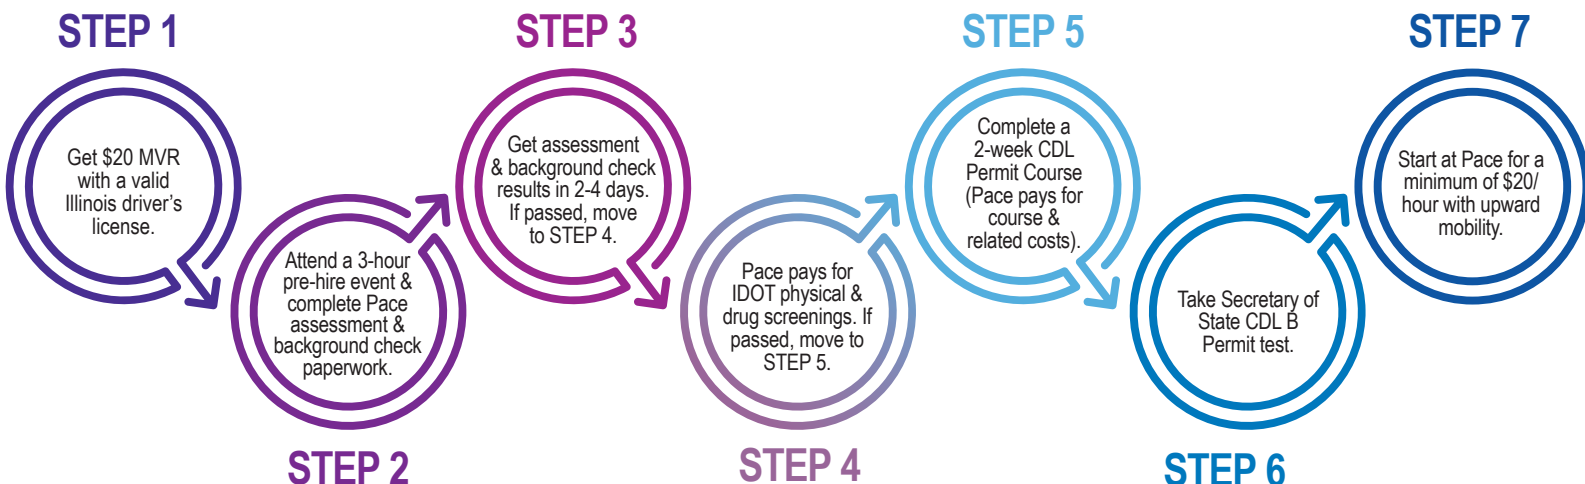 STEP 1
Get $20 MVR
with a valid
Illinois driver's
license.
STEP 2
Attend a 3-hour
pre-hire event &
complete Pace
assessment &
background check
paperwork.
STEP 3
Get assessment
& background check
results in 2-4 days.
If passed, move
to STEP 4.
STEP 4
Pace pays for
IDOT physical &
drug screenings. If
passed, move to
STEP 5.
STEP 5
Complete a
2-week CDL
Permit Course
(Pace pays for
course &
related costs).
STEP 6
Take Secretary of
State CDL B
Permit test.
STEP 7
Start at Pace for a
minimum of $20/
hour with upward
mobility.